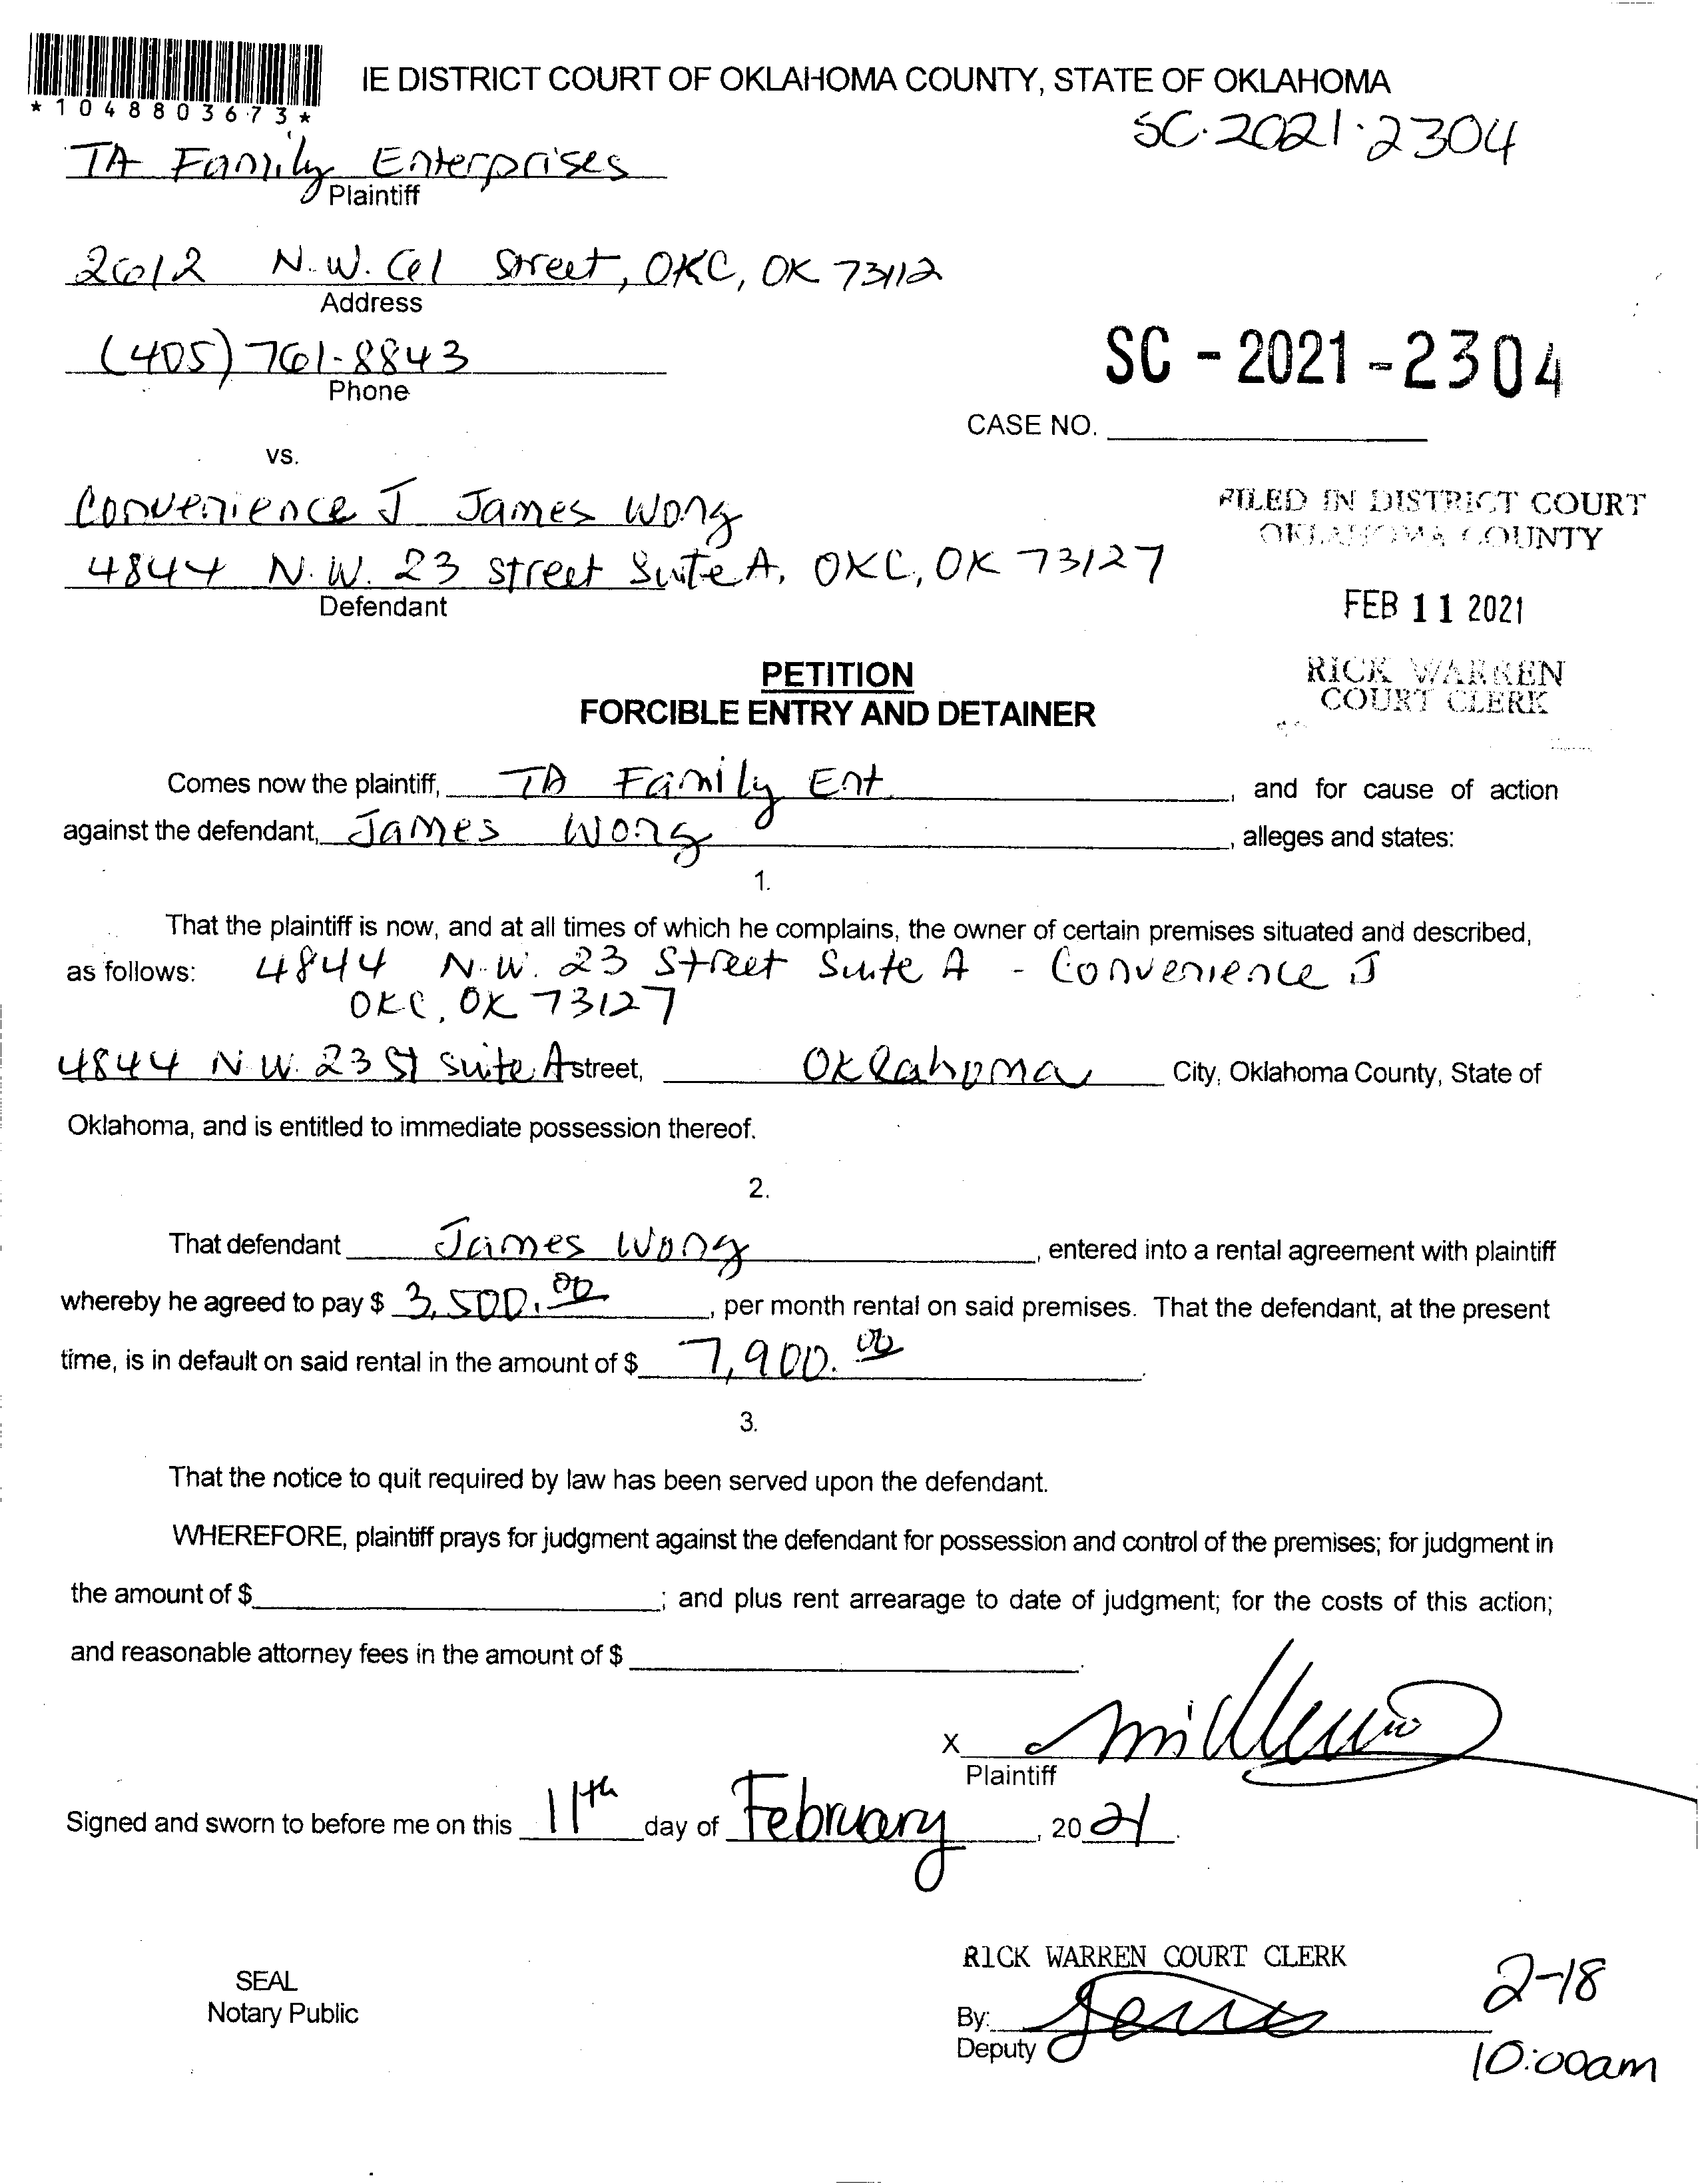 *1048803673*
IE DISTRICT COURT OF OKLAHOMA COUNTY, STATE OF OKLAHOMA
SC-2021-2304
TA Family Enterprises
Plaintiff
2612 N.W. 61 Street, OKC, OK 73112
Address
(405) 761-8843
Phone
SC-2021-2304
CASE NO.
vs.
Convenience J James Wong
4844 N.W. 23 street Suite A, OKC, OK 73127
Defendant
FILED IN DISTRICT COURT
OKLAHOMA COUNTY
FEB 11 2021
RICK WARREN
COURT CLERK
PETITION
FORCIBLE ENTRY AND DETAINER
Comes now the plaintiff, TA Family Ent, and for cause of action
against the defendant, James Wong, alleges and states:
1.
That the plaintiff is now, and at all times of which he complains, the owner of certain premises situated and described,
as follows: 4844 N.W. 23 Street Suite A - Convenience J
OKC, OK 73127
4844 N.W. 23 St Suite A street, Oklahoma City, Oklahoma County, State of
Oklahoma, and is entitled to immediate possession thereof.
2.
That defendant James Wong, entered into a rental agreement with plaintiff
whereby he agreed to pay $ 3,500.00, per month rental on said premises. That the defendant, at the present
time, is in default on said rental in the amount of $ 7,900.00.
3.
That the notice to quit required by law has been served upon the defendant.
WHEREFORE, plaintiff prays for judgment against the defendant for possession and control of the premises; for judgment in
the amount of $ ; and plus rent arrearage to date of judgment; for the costs of this action;
and reasonable attorney fees in the amount of $ .
X
Plaintiff
Signed and sworn to before me on this 11th day of February, 2021.
SEAL
Notary Public
RICK WARREN COURT CLERK
By:
Deputy
2-18
10:00am